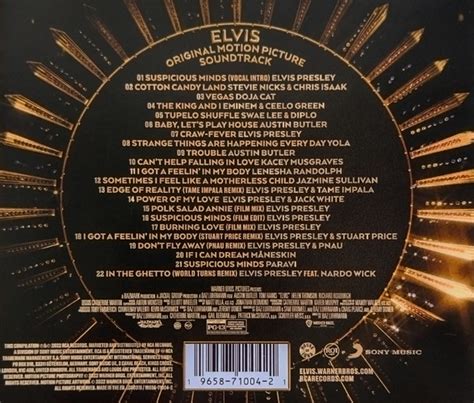 ELVIS
ORIGINAL MOTION PICTURE
SOUNDTRACK
01 SUSPICIOUS MINDS (VOCAL INTRO) ELVIS PRESLEY
02 COTTON CANDY LAND STEVIE NICKS & CHRIS ISAAK
03 VEGAS DOJA CAT
04 THE KING AND I EMINEM & CEELO GREEN
05 TUPELO SHUFFLE SWAE LEE & DIPLO
06 BABY, LET'S PLAY HOUSE AUSTIN BUTLER
07 CRAW-FEVER ELVIS PRESLEY
08 STRANGE THINGS ARE HAPPENING EVERY DAY YOLA
09 TROUBLE AUSTIN BUTLER
10 CAN'T HELP FALLING IN LOVE KACEY MUSGRAVES
11 I GOT A FEELIN' IN MY BODY LENESHA RANDOLPH
12 SOMETIMES I FEEL LIKE A MOTHERLESS CHILD JAZMINE SULLIVAN
13 EDGE OF REALITY (TAME IMPALA REMIX) ELVIS PRESLEY & TAME IMPALA
14 POWER OF MY LOVE ELVIS PRESLEY & JACK WHITE
15 POLK SALAD ANNIE (FILM MIX) ELVIS PRESLEY
16 SUSPICIOUS MINDS (FILM EDIT) ELVIS PRESLEY
17 BURNING LOVE (FILM MIX) ELVIS PRESLEY
18 I GOT A FEELIN' IN MY BODY (STUART PRICE REMIX) ELVIS PRESLEY & STUART PRICE
19 DON'T FLY AWAY (PNAU REMIX) ELVIS PRESLEY & PNAU
20 IF I CAN DREAM MÅNESKIN
21 SUSPICIOUS MINDS PARAVI
22 IN THE GHETTO (WORLD TURNS REMIX) ELVIS PRESLEY FEAT. NARDO WICK
WARNER BROS. PICTURES
PG-13
SONY MUSIC
1 9658-71004-2 1
ELVIS.WARNERBROS.COM
RCARECORDS.COM